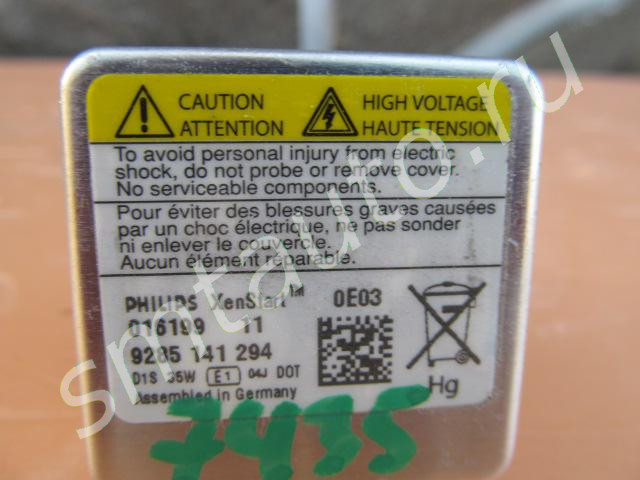 CAUTION
ATTENTION
HIGH VOLTAGE
HAUTE TENSION
To avoid personal injury from electric
shock, do not probe or remove cover.
No serviceable components.
Pour éviter des blessures graves causées
par un choc électrique, ne pas sonder
ni enlever le couvercle.
Aucun élément réparable.
PHILIPS XenStart™ 0E03
016199 11
9285 141 294
D1S 35W E1 04J DOT
Assembled in Germany
Hg
7435
smtauto.ru